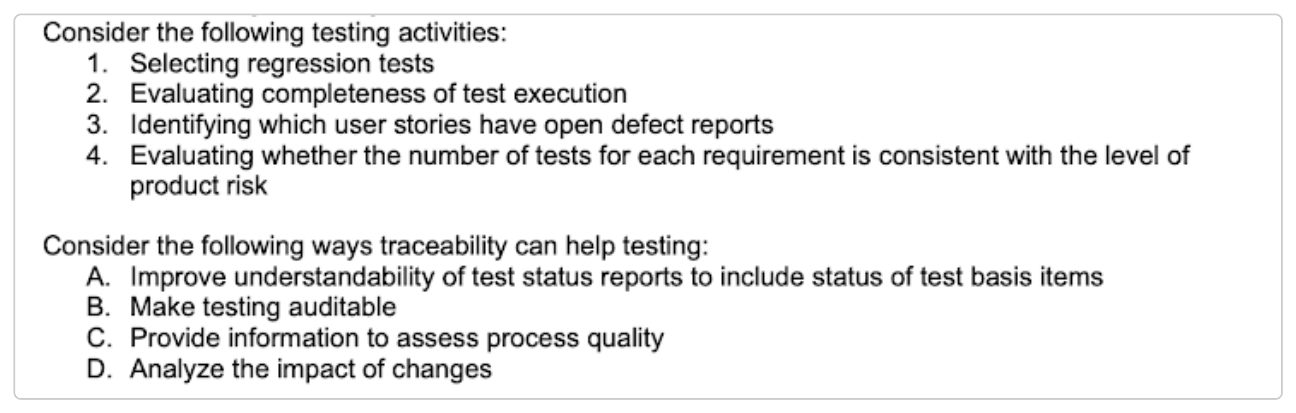 Consider the following testing activities:
1. Selecting regression tests
2. Evaluating completeness of test execution
3. Identifying which user stories have open defect reports
4. Evaluating whether the number of tests for each requirement is consistent with the level of
product risk
Consider the following ways traceability can help testing:
A. Improve understandability of test status reports to include status of test basis items
B. Make testing auditable
C. Provide information to assess process quality
D. Analyze the impact of changes